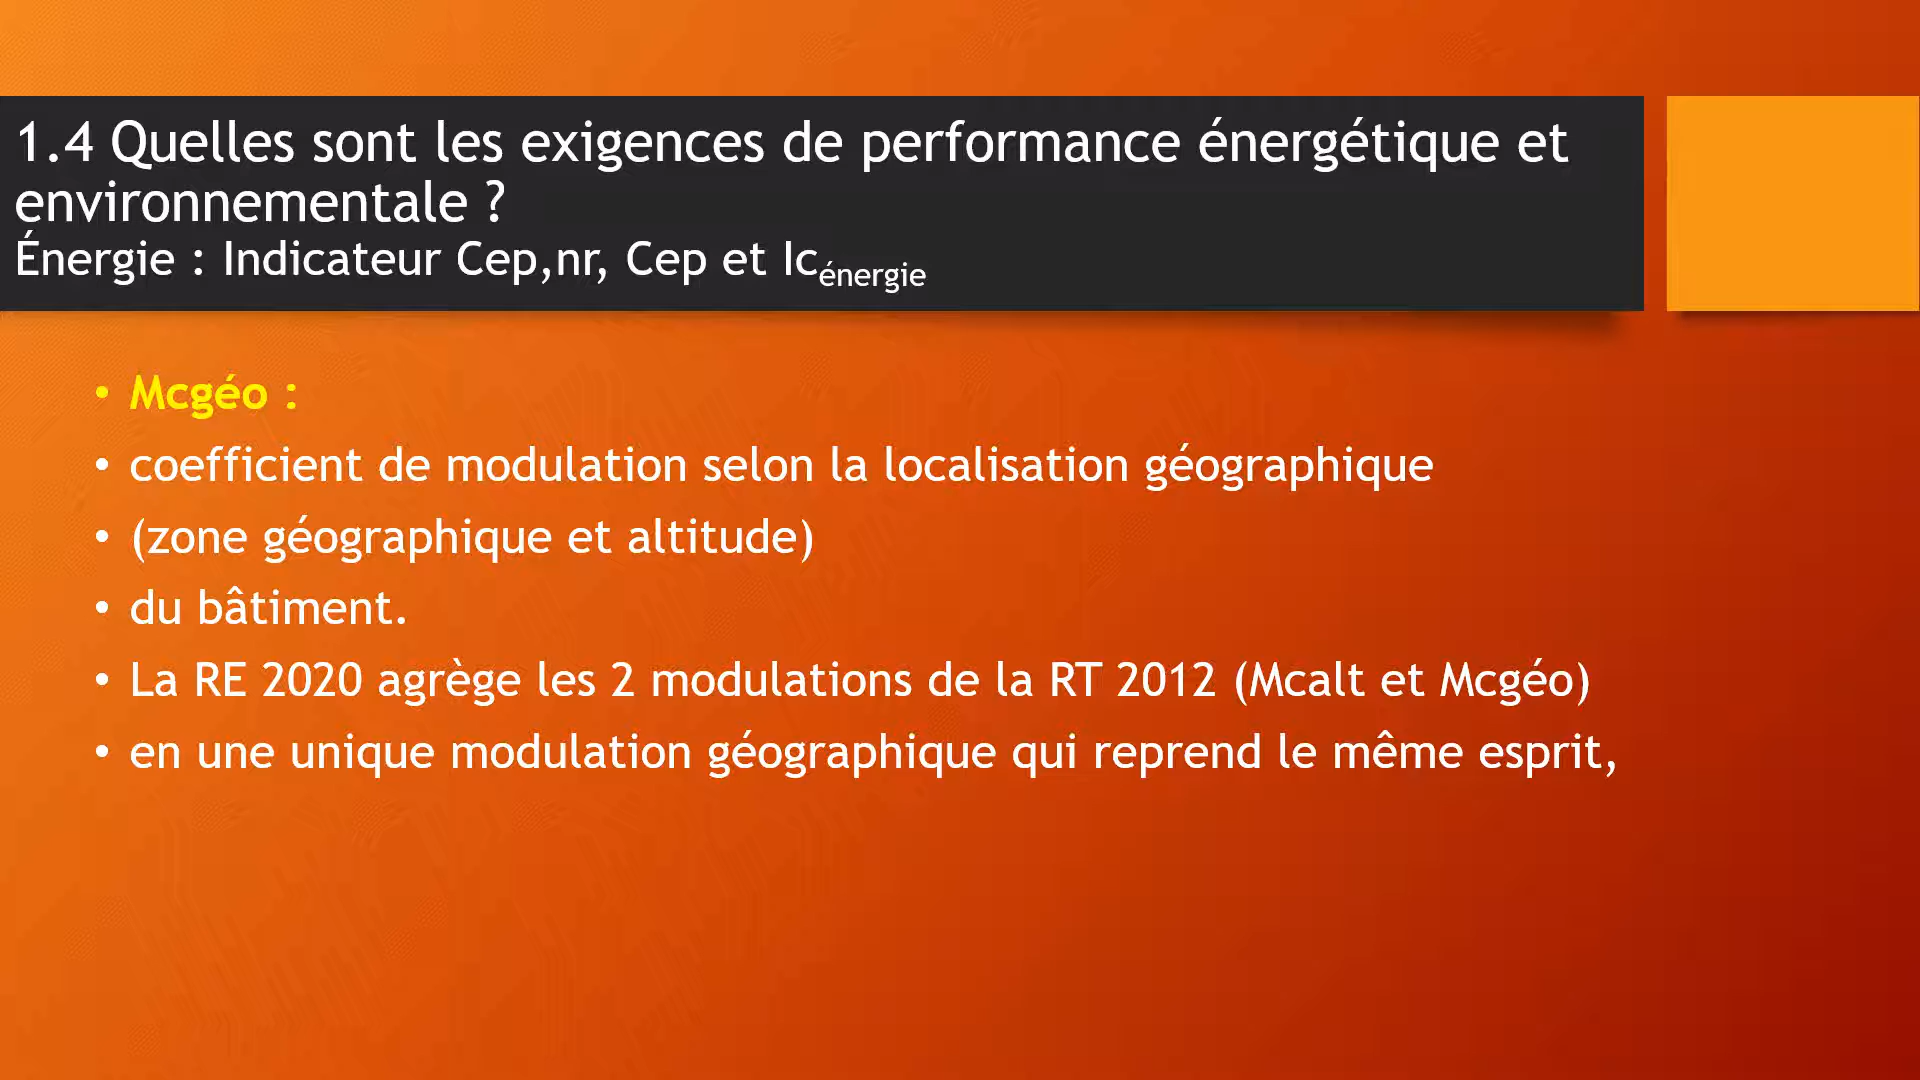 1.4 Quelles sont les exigences de performance énergétique et
environnementale ?
Énergie : Indicateur Cep,nr, Cep et Ic énergie
• Mcgéo :
• coefficient de modulation selon la localisation géographique
• (zone géographique et altitude)
• du bâtiment.
• La RE 2020 agrège les 2 modulations de la RT 2012 (Mcalt et Mcgéo)
• en une unique modulation géographique qui reprend le même esprit,